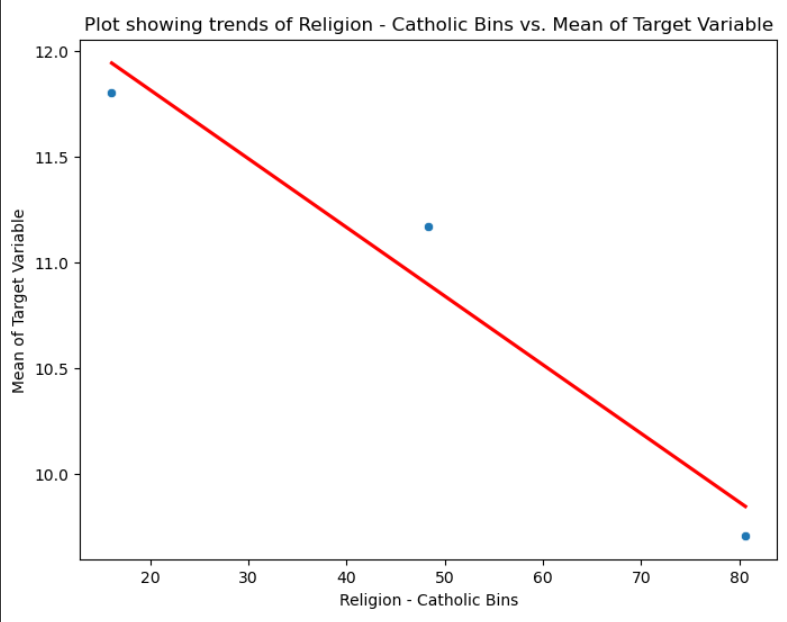 Plot showing trends of Religion - Catholic Bins vs. Mean of Target Variable
12.0
11.5
11.0
10.5
10.0
Mean of Target Variable
20 30 40 50 60 70 80
Religion - Catholic Bins